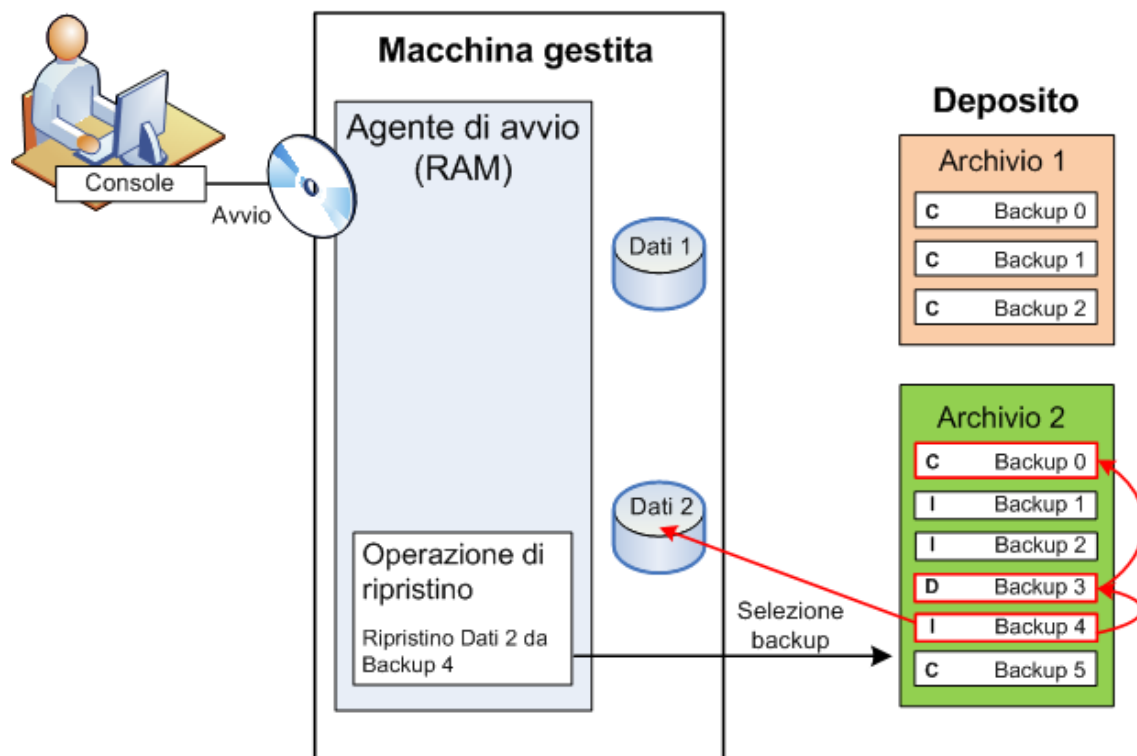 Macchina gestita
Agente di avvio
(RAM)
Console
Avvio
Dati 1
Dati 2
Operazione di
ripristino
Ripristino Dati 2 da
Backup 4
Selezione
backup
Deposito
Archivio 1
C Backup 0
C Backup 1
C Backup 2
Archivio 2
C Backup 0
I Backup 1
I Backup 2
D Backup 3
I Backup 4
C Backup 5